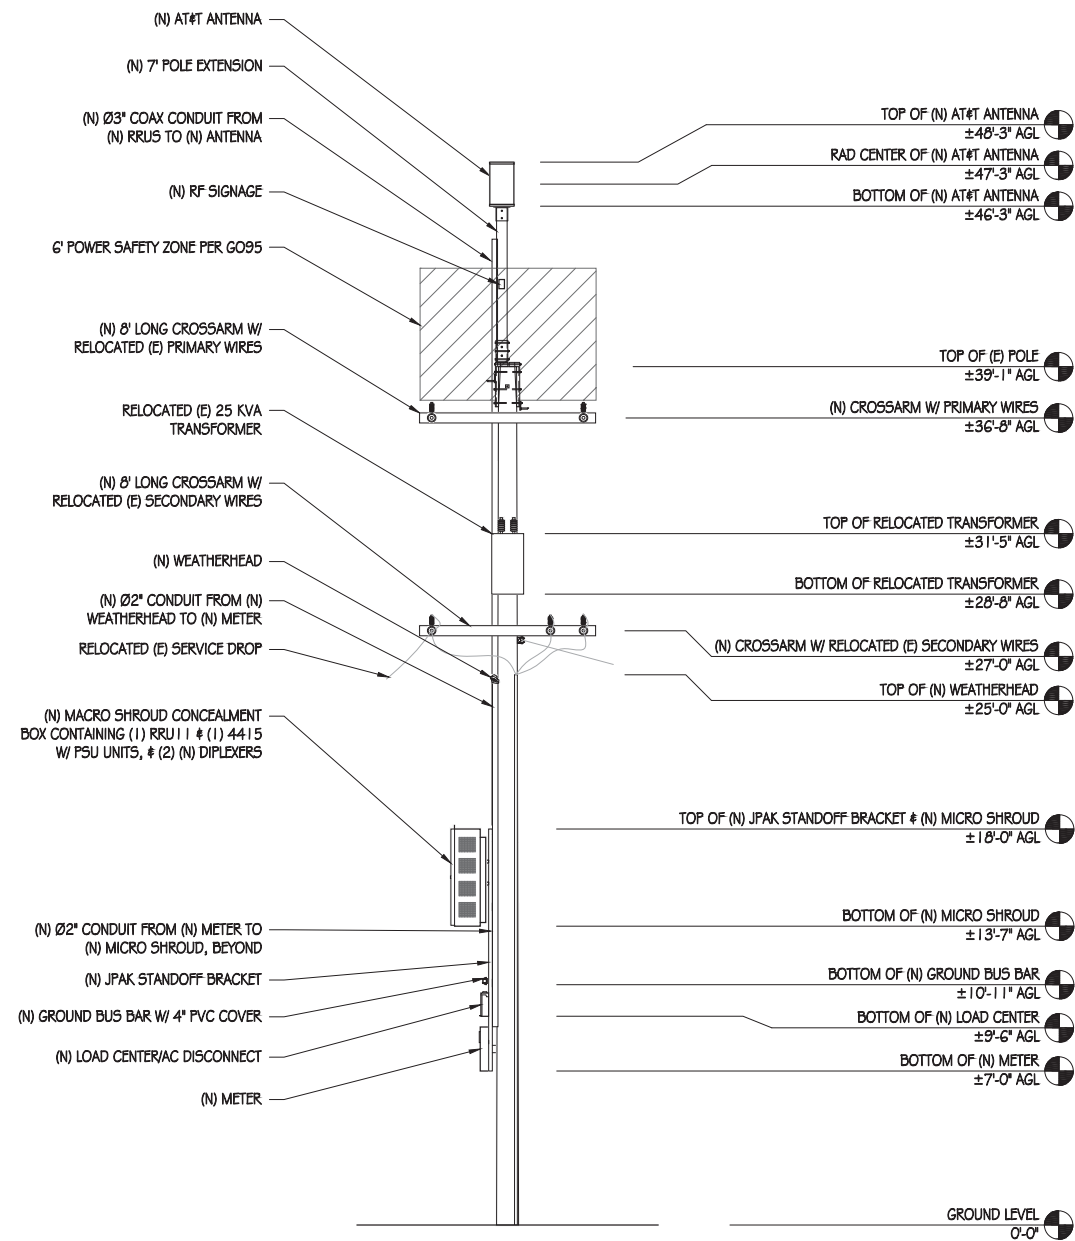 (N) AT&T ANTENNA
(N) 7' POLE EXTENSION
(N) Ø3" COAX CONDUIT FROM
(N) RRUS TO (N) ANTENNA
(N) RF SIGNAGE
6' POWER SAFETY ZONE PER GO95
(N) 8' LONG CROSSARM W/
RELOCATED (E) PRIMARY WIRES
RELOCATED (E) 25 KVA
TRANSFORMER
(N) 8' LONG CROSSARM W/
RELOCATED (E) SECONDARY WIRES
(N) WEATHERHEAD
(N) Ø2" CONDUIT FROM (N)
WEATHERHEAD TO (N) METER
RELOCATED (E) SERVICE DROP
(N) MACRO SHROUD CONCEALMENT
BOX CONTAINING (1) RRU11 & (1) 4415
W/ PSU UNITS, & (2) (N) DIPLEXERS
(N) Ø2" CONDUIT FROM (N) METER TO
(N) MICRO SHROUD, BEYOND
(N) JPAK STANDOFF BRACKET
(N) GROUND BUS BAR W/ 4" PVC COVER
(N) LOAD CENTER/AC DISCONNECT
(N) METER
TOP OF (N) AT&T ANTENNA
±48'-3" AGL
RAD CENTER OF (N) AT&T ANTENNA
±47'-3" AGL
BOTTOM OF (N) AT&T ANTENNA
±46'-3" AGL
TOP OF (E) POLE
±39'-1" AGL
(N) CROSSARM W/ PRIMARY WIRES
±36'-8" AGL
TOP OF RELOCATED TRANSFORMER
±31'-5" AGL
BOTTOM OF RELOCATED TRANSFORMER
±28'-8" AGL
(N) CROSSARM W/ RELOCATED (E) SECONDARY WIRES
±27'-0" AGL
TOP OF (N) WEATHERHEAD
±25'-0" AGL
TOP OF (N) JPAK STANDOFF BRACKET & (N) MICRO SHROUD
±18'-0" AGL
BOTTOM OF (N) MICRO SHROUD
±13'-7" AGL
BOTTOM OF (N) GROUND BUS BAR
±10'-11" AGL
BOTTOM OF (N) LOAD CENTER
±9'-6" AGL
BOTTOM OF (N) METER
±7'-0" AGL
GROUND LEVEL
0'-0"